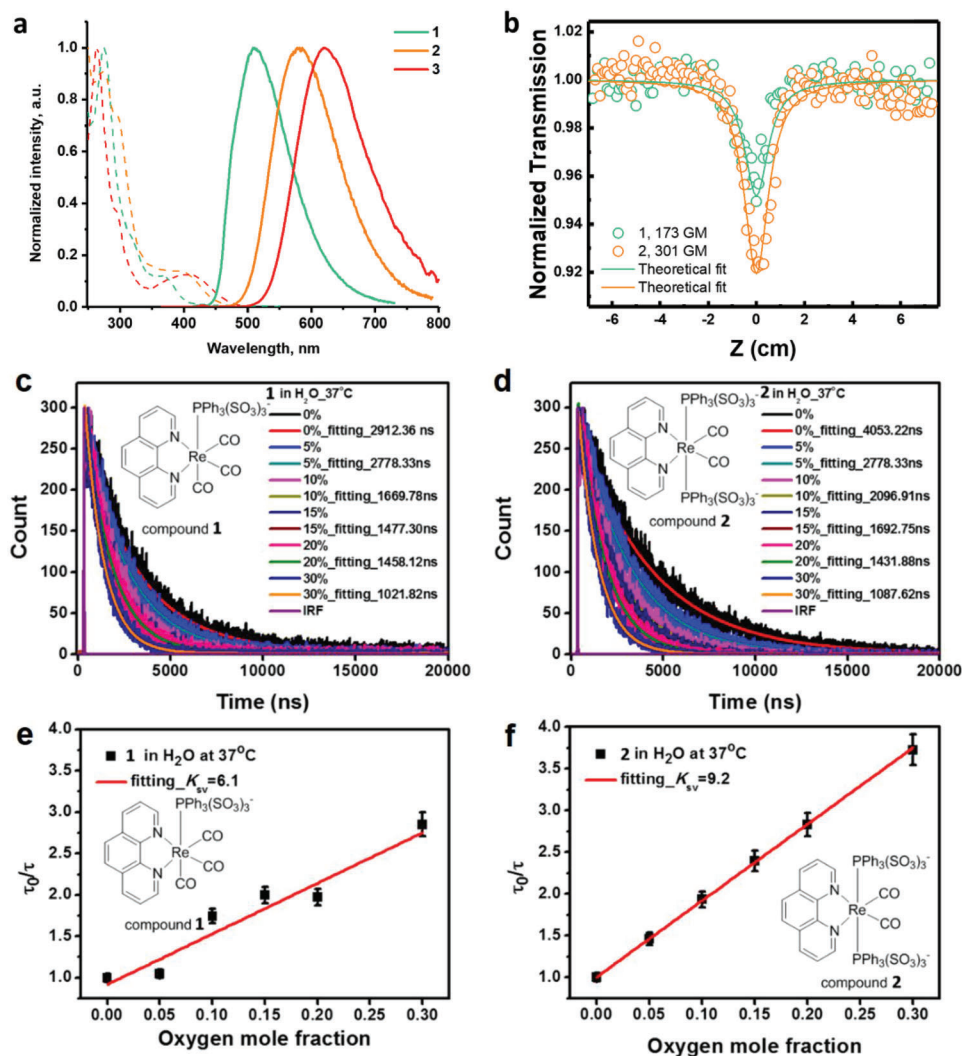 a
Normalized intensity, a.u.
1.0
0.8
0.6
0.4
0.2
0.0
300
400
500
600
700
800
Wavelength, nm
1
2
3
b
Normalized Transmission
1.02
1.00
0.98
0.96
0.94
0.92
-6
-4
-2
0
2
4
6
Z (cm)
1, 173 GM
2, 301 GM
Theoretical fit
Theoretical fit
c
Count
300
250
200
150
100
50
0
0
5000
10000
15000
20000
Time (ns)
1 in H2O_37°C
0%
0%_fitting_2912.36 ns
5%
5%_fitting_2778.33ns
10%
10%_fitting_1669.78ns
15%
15%_fitting_1477.30ns
20%
20%_fitting_1458.12ns
30%
30%_fitting_1021.82ns
IRF
PPh3(SO3)3-
N
Re
CO
CO
N
CO
compound 1
d
Count
300
250
200
150
100
50
0
0
5000
10000
15000
20000
Time (ns)
2 in H2O_37°C
0%
0%_fitting_4053.22ns
5%
5%_fitting_2778.33ns
10%
10%_fitting_2096.91ns
15%
15%_fitting_1692.75ns
20%
20%_fitting_1431.88ns
30%
30%_fitting_1087.62ns
IRF
PPh3(SO3)3-
N
Re
CO
CO
N
PPh3(SO3)3-
compound 2
e
τ0/τ
4.0
3.5
3.0
2.5
2.0
1.5
1.0
0.00
0.05
0.10
0.15
0.20
0.25
0.30
Oxygen mole fraction
1 in H2O at 37°C
fitting_Ksv=6.1
PPh3(SO3)3-
N
Re
CO
CO
N
CO
compound 1
f
τ0/τ
4.0
3.5
3.0
2.5
2.0
1.5
1.0
0.00
0.05
0.10
0.15
0.20
0.25
0.30
Oxygen mole fraction
2 in H2O at 37°C
fitting_Ksv=9.2
PPh3(SO3)3-
N
Re
CO
CO
N
PPh3(SO3)3-
compound 2